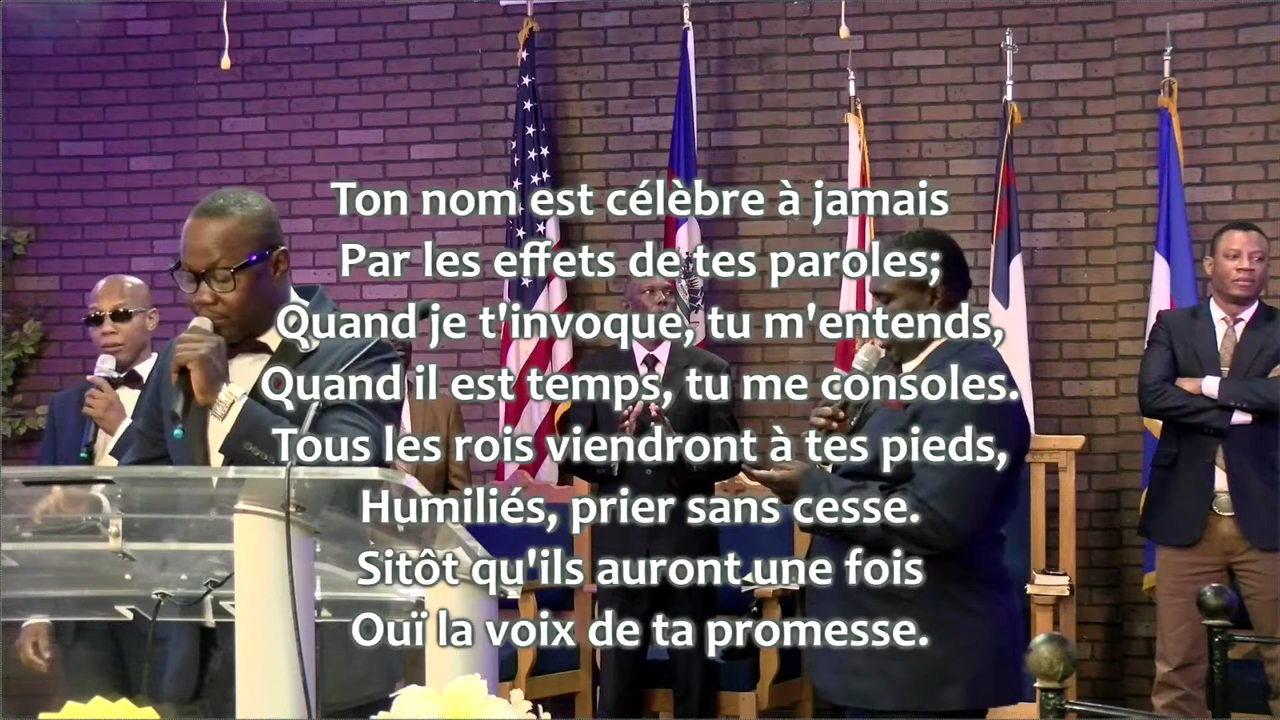 Ton nom est célèbre à jamais
Par les effets de tes paroles;
Quand je t'invoque, tu m'entends,
Quand il est temps, tu me consoles.
Tous les rois viendront à tes pieds,
Humiliés, prier sans cesse.
Sitôt qu'ils auront une fois
Ouï la voix de ta promesse.